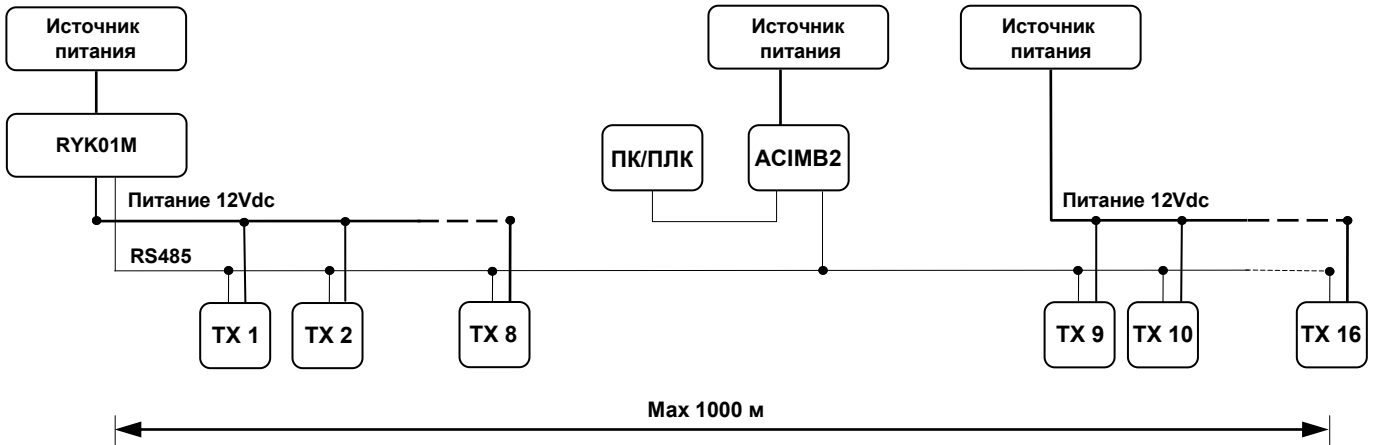 Источник
питания
Источник
питания
Источник
питания
RYK01M
ПК/ПЛК
ACIMB2
Питание 12Vdc
Питание 12Vdc
RS485
TX 1
TX 2
TX 8
TX 9
TX 10
TX 16
Max 1000 м